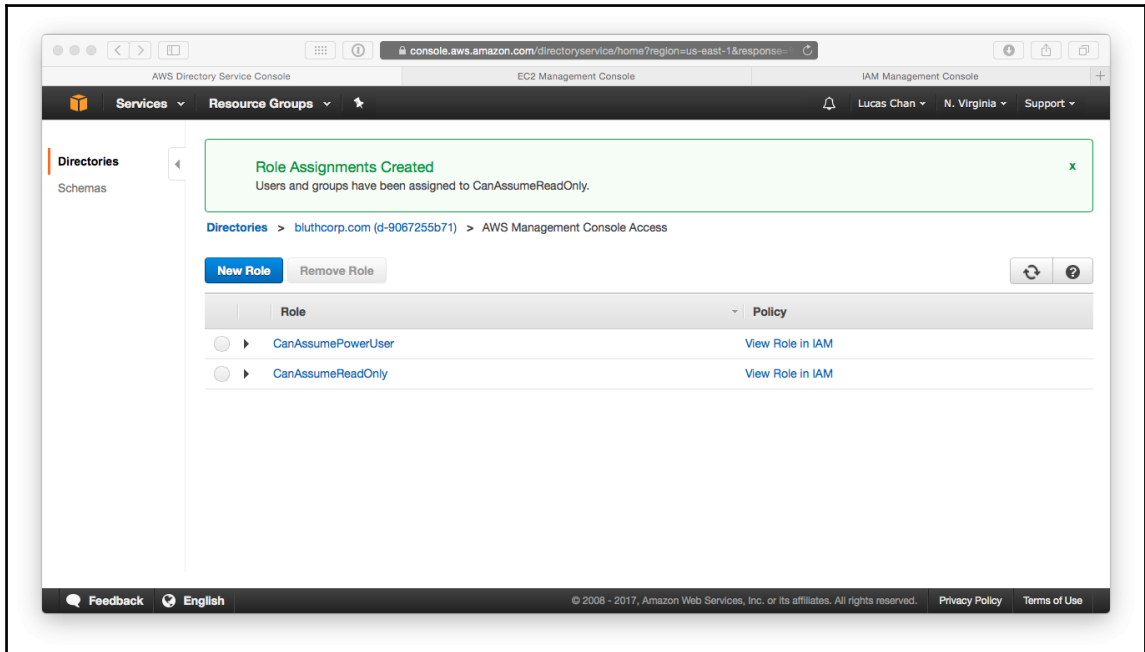 console.aws.amazon.com/directoryservice/home?region=us-east-1&response=
AWS Directory Service Console EC2 Management Console IAM Management Console +
Services Resource Groups Lucas Chan N. Virginia Support
Directories
Schemas
Role Assignments Created x
Users and groups have been assigned to CanAssumeReadOnly.
Directories > bluthcorp.com (d-9067255b71) > AWS Management Console Access
New Role Remove Role ?
Role Policy
CanAssumePowerUser View Role in IAM
CanAssumeReadOnly View Role in IAM
Feedback English © 2008 - 2017, Amazon Web Services, Inc. or its affiliates. All rights reserved. Privacy Policy Terms of Use